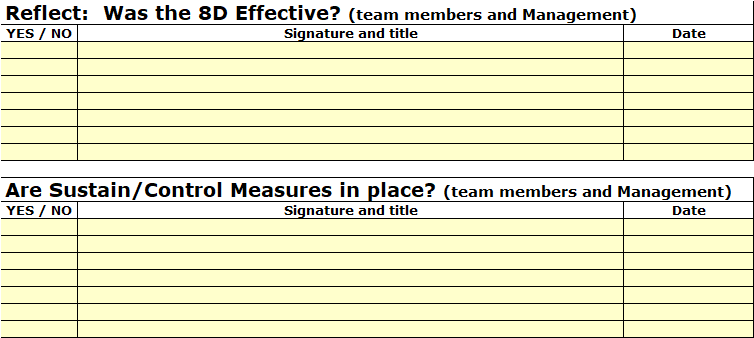 Reflect:  Was the 8D Effective? (team members and Management)
YES / NO Signature and title Date
Are Sustain/Control Measures in place? (team members and Management)
YES / NO Signature and title Date